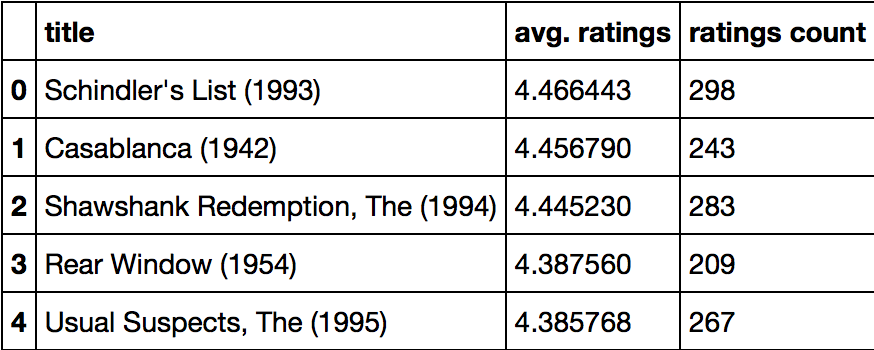 title avg. ratings ratings count
0 Schindler's List (1993) 4.466443 298
1 Casablanca (1942) 4.456790 243
2 Shawshank Redemption, The (1994) 4.445230 283
3 Rear Window (1954) 4.387560 209
4 Usual Suspects, The (1995) 4.385768 267